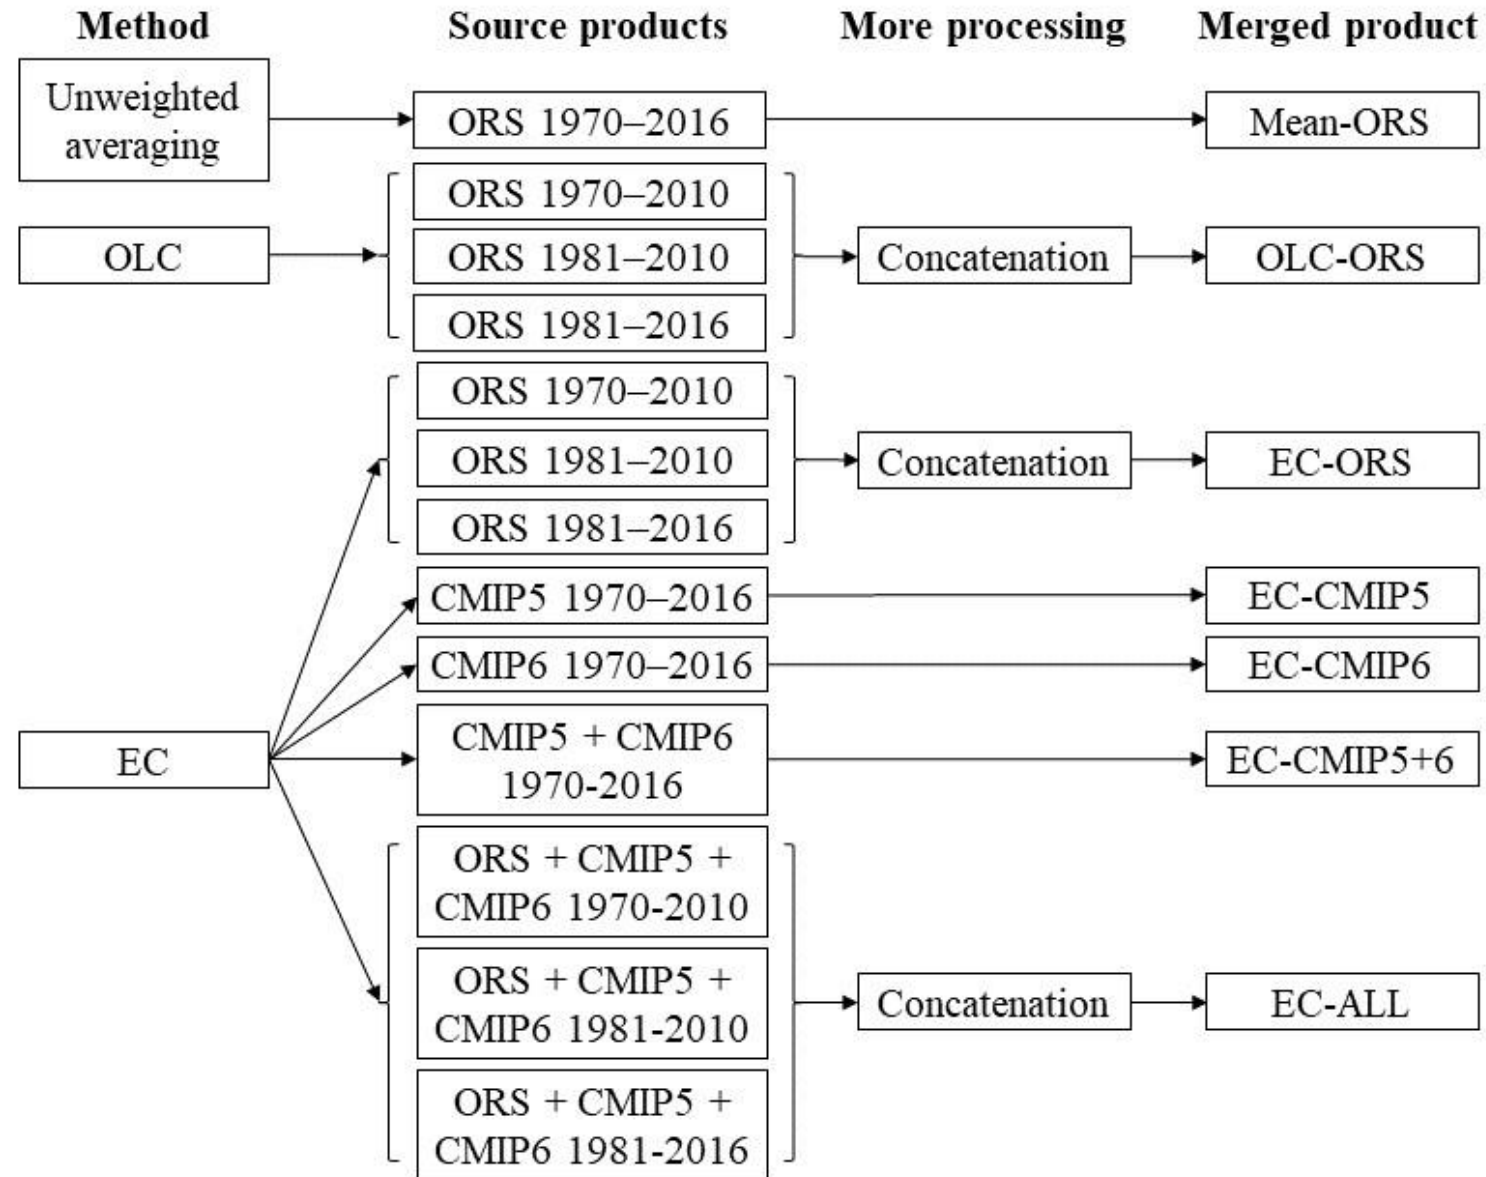 Method
Source products
More processing
Merged product
Unweighted
averaging
ORS 1970–2016
Mean-ORS
OLC
ORS 1970–2010
ORS 1981–2010
ORS 1981–2016
Concatenation
OLC-ORS
ORS 1970–2010
ORS 1981–2010
ORS 1981–2016
Concatenation
EC-ORS
EC
CMIP5 1970–2016
EC-CMIP5
CMIP6 1970–2016
EC-CMIP6
CMIP5 + CMIP6
1970-2016
EC-CMIP5+6
ORS + CMIP5 +
CMIP6 1970-2010
ORS + CMIP5 +
CMIP6 1981-2010
ORS + CMIP5 +
CMIP6 1981-2016
Concatenation
EC-ALL